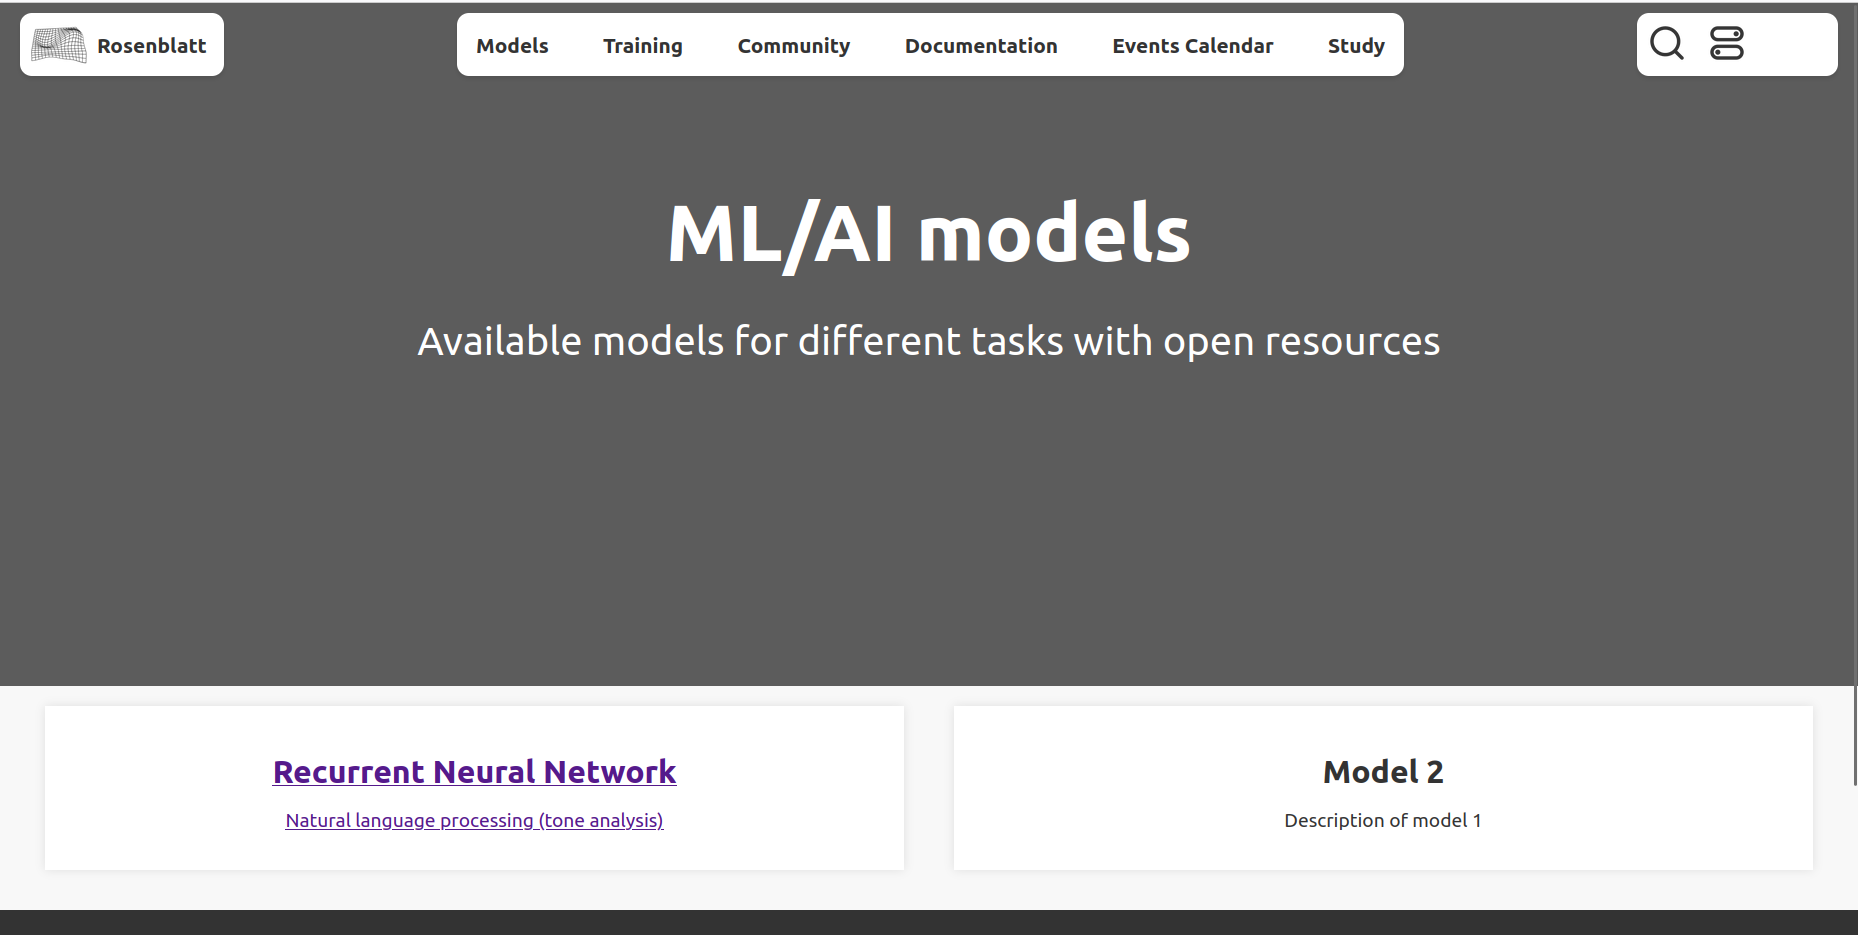 Rosenblatt
Models Training Community Documentation Events Calendar Study
ML/AI models
Available models for different tasks with open resources
Recurrent Neural Network
Natural language processing (tone analysis)
Model 2
Description of model 1